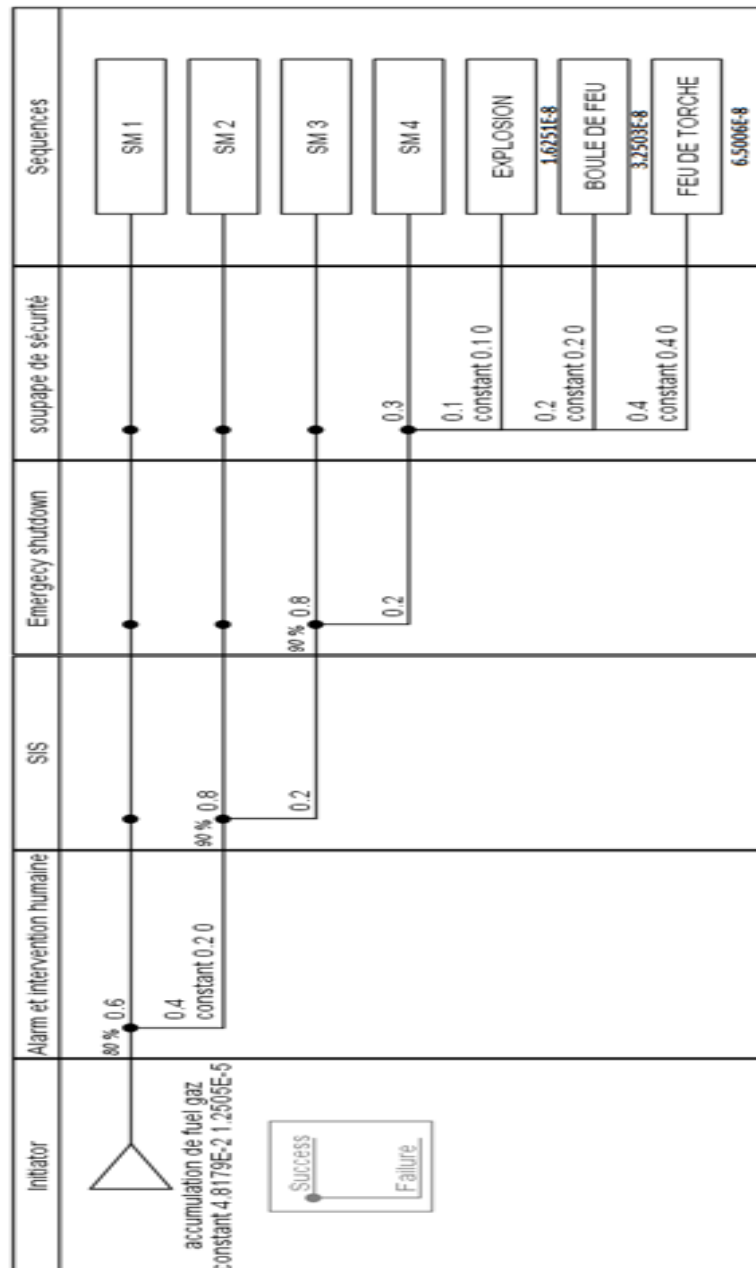 Initiator
Alarm et intervention humaine
SIS
Emergecy shutdown
soupape de sécurité
Sequences
accumulation de fuel gaz
constant 4.8179E-2 1.2505E-5
Success
Failure
80 % 0.6
0.4
constant 0.2 0
90 % 0.8
0.2
90 % 0.8
0.2
0.3
0.1
constant 0.1 0
0.2
constant 0.2 0
0.4
constant 0.4 0
SM 1
SM 2
SM 3
SM 4
EXPLOSION
1.6251E-8
BOULE DE FEU
3.2503E-8
FEU DE TORCHE
6.5006E-8